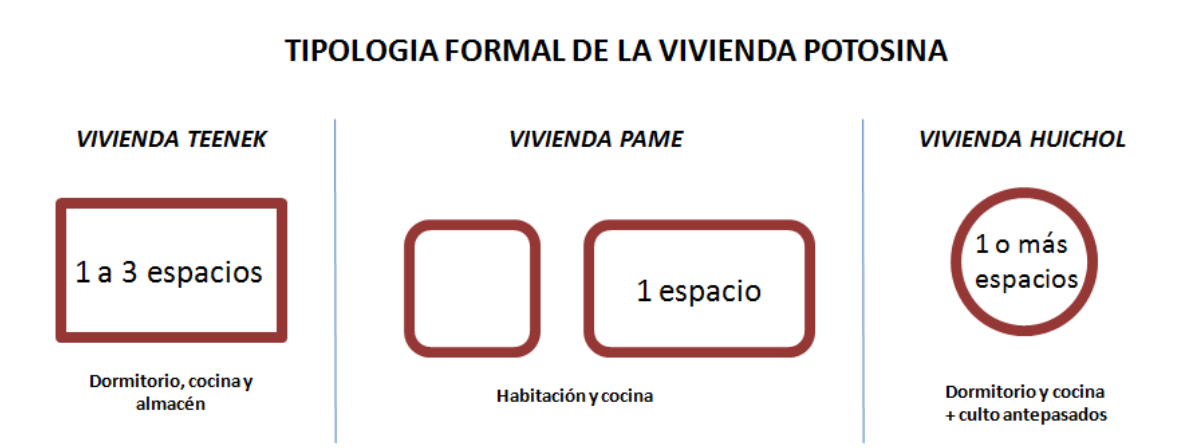 TIPOLOGIA FORMAL DE LA VIVIENDA POTOSINA
VIVIENDA TEENEK
1 a 3 espacios
Dormitorio, cocina y
almacén
VIVIENDA PAME
1 espacio
Habitación y cocina
VIVIENDA HUICHOL
1 o más
espacios
Dormitorio y cocina
+ culto antepasados